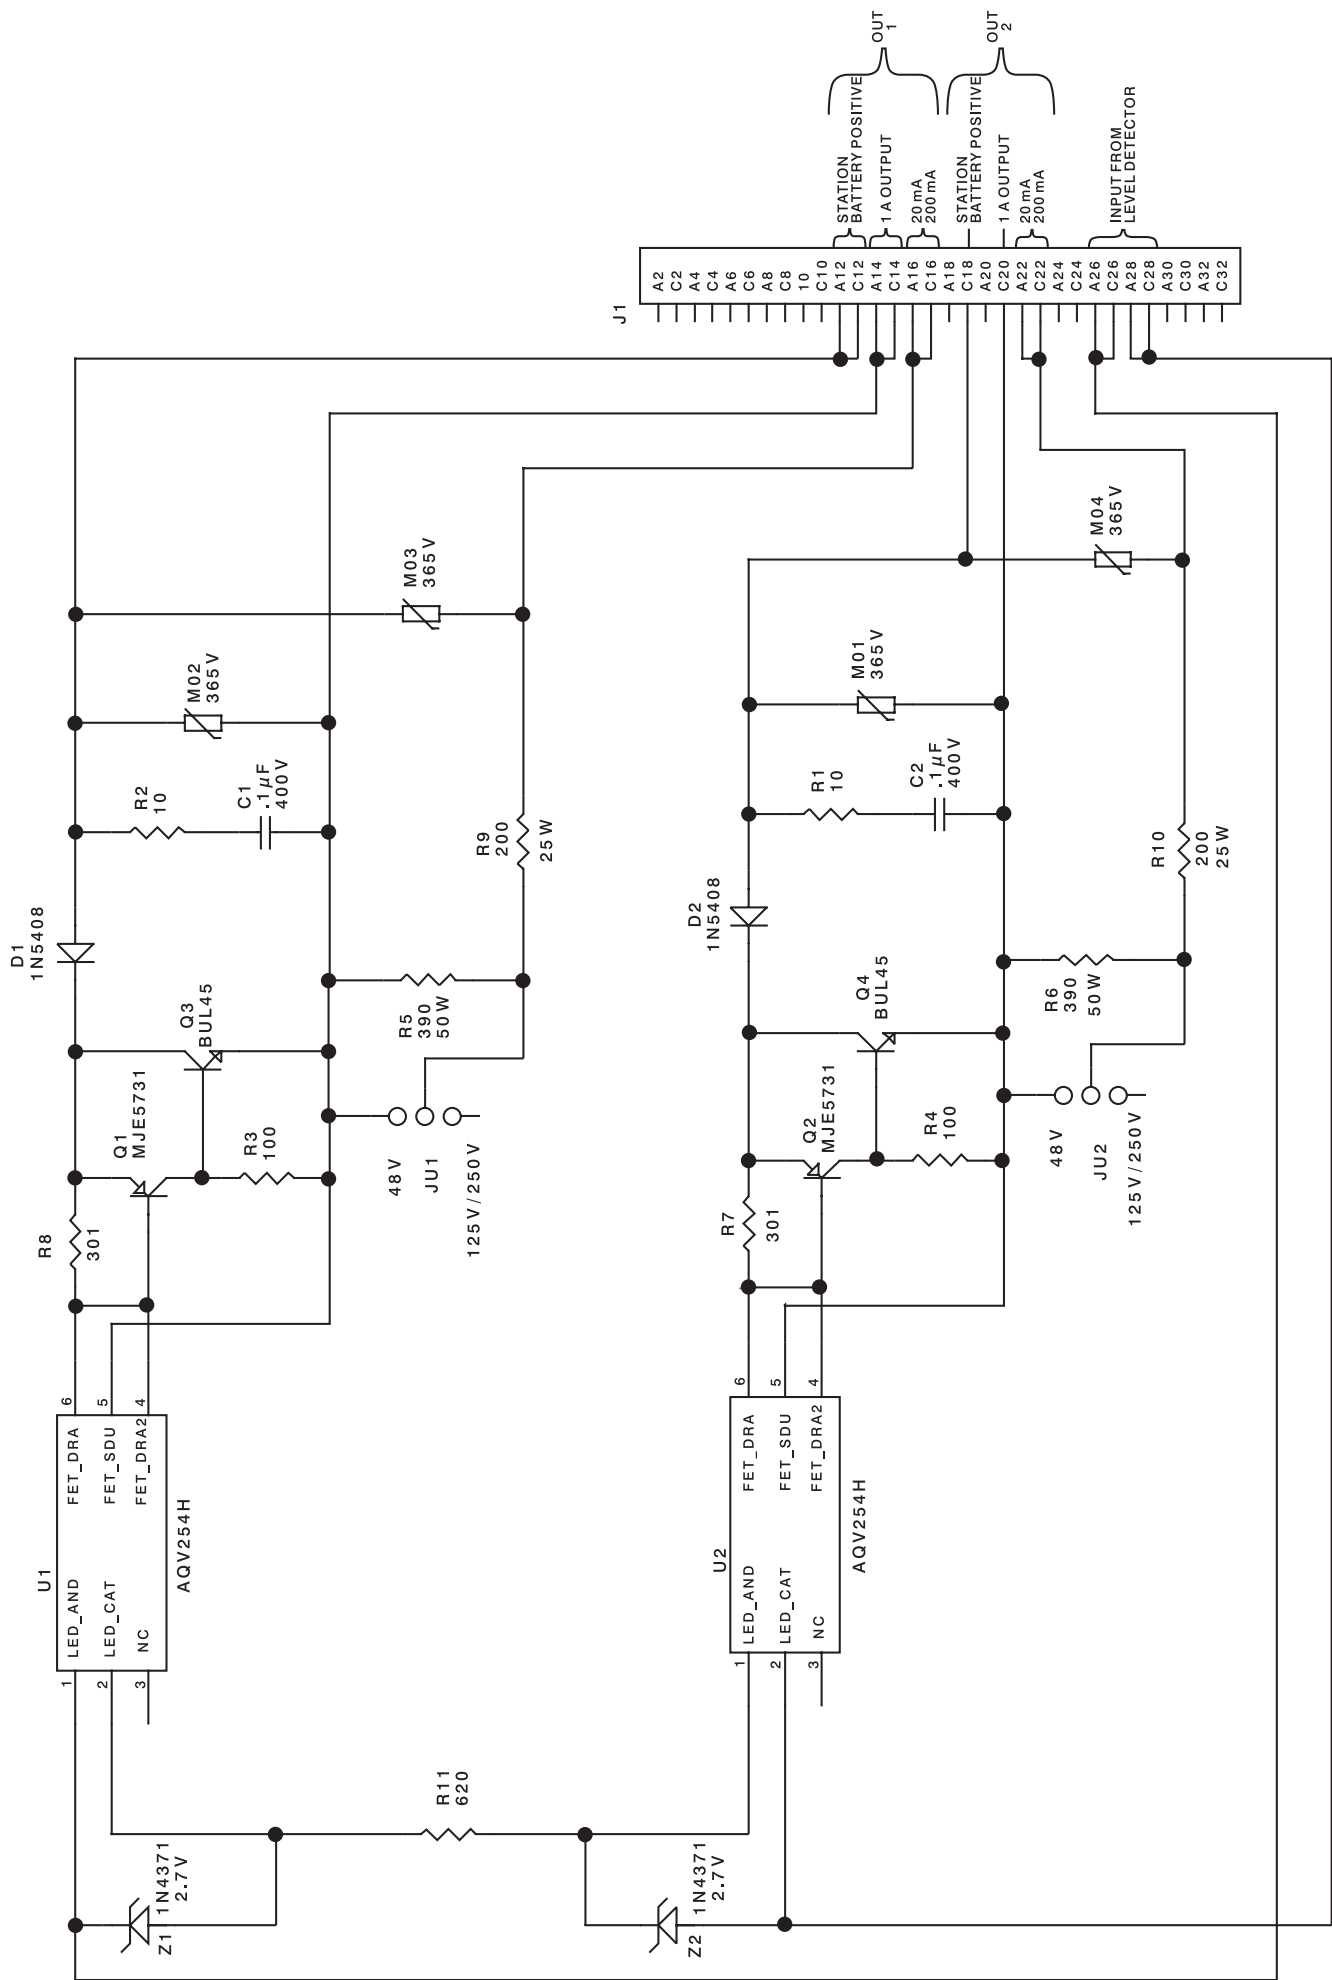 U1
LED_AND
LED_CAT
NC
FET_DRA
FET_SDU
FET_DRA2
1
2
3
6
5
4
AQV254H
R8
301
Q1
MJE5731
R3
100
Q3
BUL45
D1
1N5408
R2
10
C1
.1µF
400V
M02
365V
M03
365V
48V
JU1
125V/250V
R5
390
50W
R9
200
25W
Z1
1N4371
2.7V
R11
620
Z2
1N4371
2.7V
U2
LED_AND
LED_CAT
NC
FET_DRA
FET_SDU
FET_DRA2
1
2
3
6
5
4
AQV254H
R7
301
Q2
MJE5731
R4
100
Q4
BUL45
D2
1N5408
R1
10
C2
.1µF
400V
M01
365V
M04
365V
48V
JU2
125V/250V
R6
390
50W
R10
200
25W
J1
A2
C2
A4
C4
A6
C6
A8
C8
10
C10
A12
C12
A14
C14
A16
C16
A18
C18
A20
C20
A22
C22
A24
C24
A26
C26
A28
C28
A30
C30
A32
C32
STATION
BATTERY POSITIVE
1 A OUTPUT
20 mA
200 mA
OUT
1
STATION
BATTERY POSITIVE
1 A OUTPUT
20 mA
200 mA
OUT
2
INPUT FROM
LEVEL DETECTOR